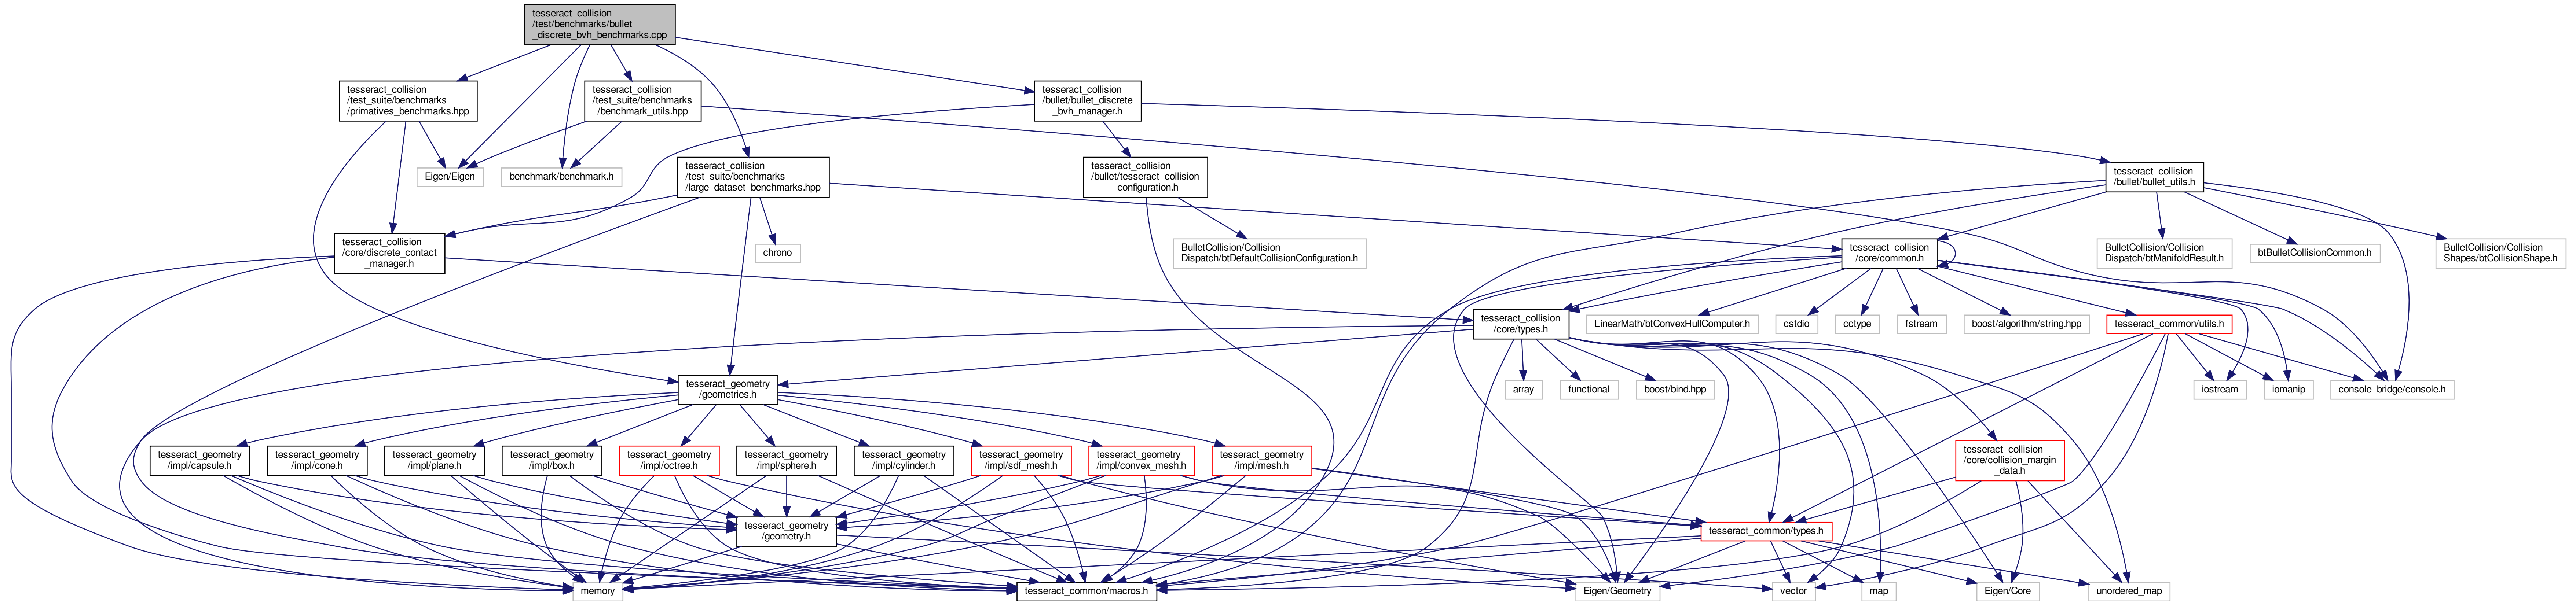 tesseract_collision
/test/benchmarks/bullet
_discrete_bvh_benchmarks.cpp
tesseract_collision
/test_suite/benchmarks
/primatives_benchmarks.hpp
tesseract_collision
/test_suite/benchmarks
/benchmark_utils.hpp
tesseract_collision
/bullet/bullet_discrete
_bvh_manager.h
Eigen/Eigen
benchmark/benchmark.h
tesseract_collision
/test_suite/benchmarks
/large_dataset_benchmarks.hpp
tesseract_collision
/bullet/tesseract_collision
_configuration.h
tesseract_collision
/bullet/bullet_utils.h
tesseract_collision
/core/discrete_contact
_manager.h
chrono
BulletCollision/Collision
Dispatch/btDefaultCollisionConfiguration.h
tesseract_collision
/core/common.h
BulletCollision/Collision
Dispatch/btManifoldResult.h
btBulletCollisionCommon.h
BulletCollision/Collision
Shapes/btCollisionShape.h
tesseract_collision
/core/types.h
LinearMath/btConvexHullComputer.h
cstdio
cctype
fstream
boost/algorithm/string.hpp
tesseract_common/utils.h
tesseract_geometry
/geometries.h
array
functional
boost/bind.hpp
iostream
iomanip
console_bridge/console.h
tesseract_geometry
/impl/capsule.h
tesseract_geometry
/impl/cone.h
tesseract_geometry
/impl/plane.h
tesseract_geometry
/impl/box.h
tesseract_geometry
/impl/octree.h
tesseract_geometry
/impl/sphere.h
tesseract_geometry
/impl/cylinder.h
tesseract_geometry
/impl/sdf_mesh.h
tesseract_geometry
/impl/convex_mesh.h
tesseract_geometry
/impl/mesh.h
tesseract_collision
/core/collision_margin
_data.h
tesseract_geometry
/geometry.h
tesseract_common/types.h
memory
tesseract_common/macros.h
Eigen/Geometry
vector
map
Eigen/Core
unordered_map